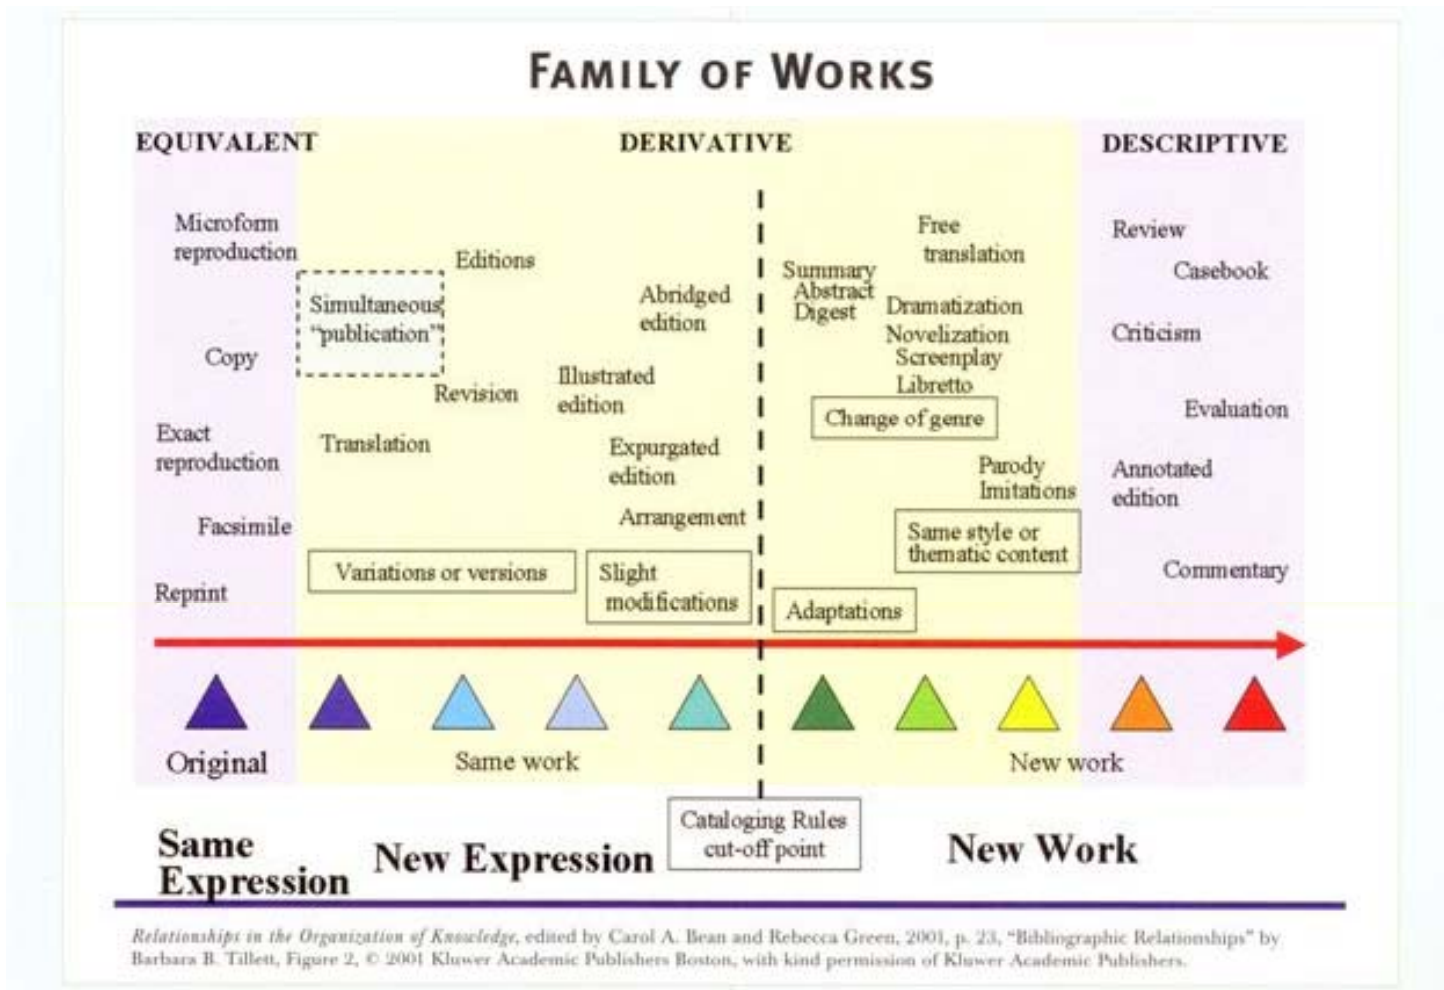 FAMILY OF WORKS
EQUIVALENT
DERIVATIVE
DESCRIPTIVE
Microform
reproduction
Copy
Exact
reproduction
Facsimile
Reprint
Simultaneous
"publication"
Editions
Revision
Translation
Abridged
edition
Illustrated
edition
Expurgated
edition
Arrangement
Variations or versions
Slight
modifications
Free
translation
Summary
Abstract
Digest
Dramatization
Novelization
Screenplay
Libretto
Change of genre
Parody
Imitations
Same style or
thematic content
Adaptations
Review
Casebook
Criticism
Evaluation
Annotated
edition
Commentary
Original
Same work
New work
Same
Expression
New Expression
Cataloging Rules
cut-off point
New Work
Relationships in the Organization of Knowledge, edited by Carol A. Bean and Rebecca Green, 2001, p. 23, "Bibliographic Relationships" by
Barbara B. Tillett, Figure 2, © 2001 Kluwer Academic Publishers Boston, with kind permission of Kluwer Academic Publishers.